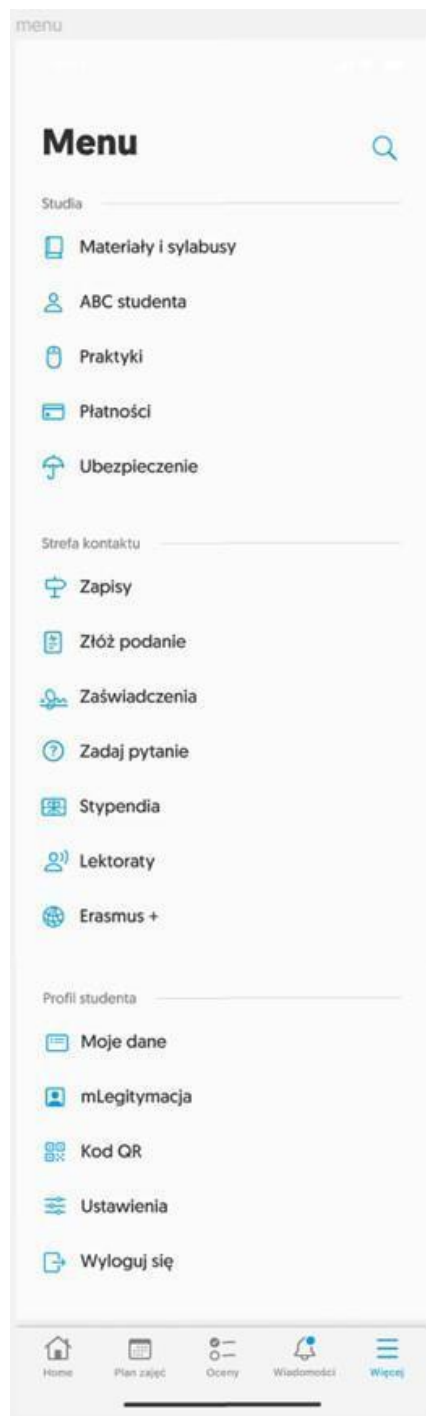 menu
Menu
Studia
Materiały i sylabusy
ABC studenta
Praktyki
Płatności
Ubezpieczenie
Strefa kontaktu
Zapisy
Złóż podanie
Zaświadczenia
Zadaj pytanie
Stypendia
Lektoraty
Erasmus +
Profil studenta
Moje dane
mLegitymacja
Kod QR
Ustawienia
Wyloguj się
Home Plan zajęć Oceny Wiadomości Więcej